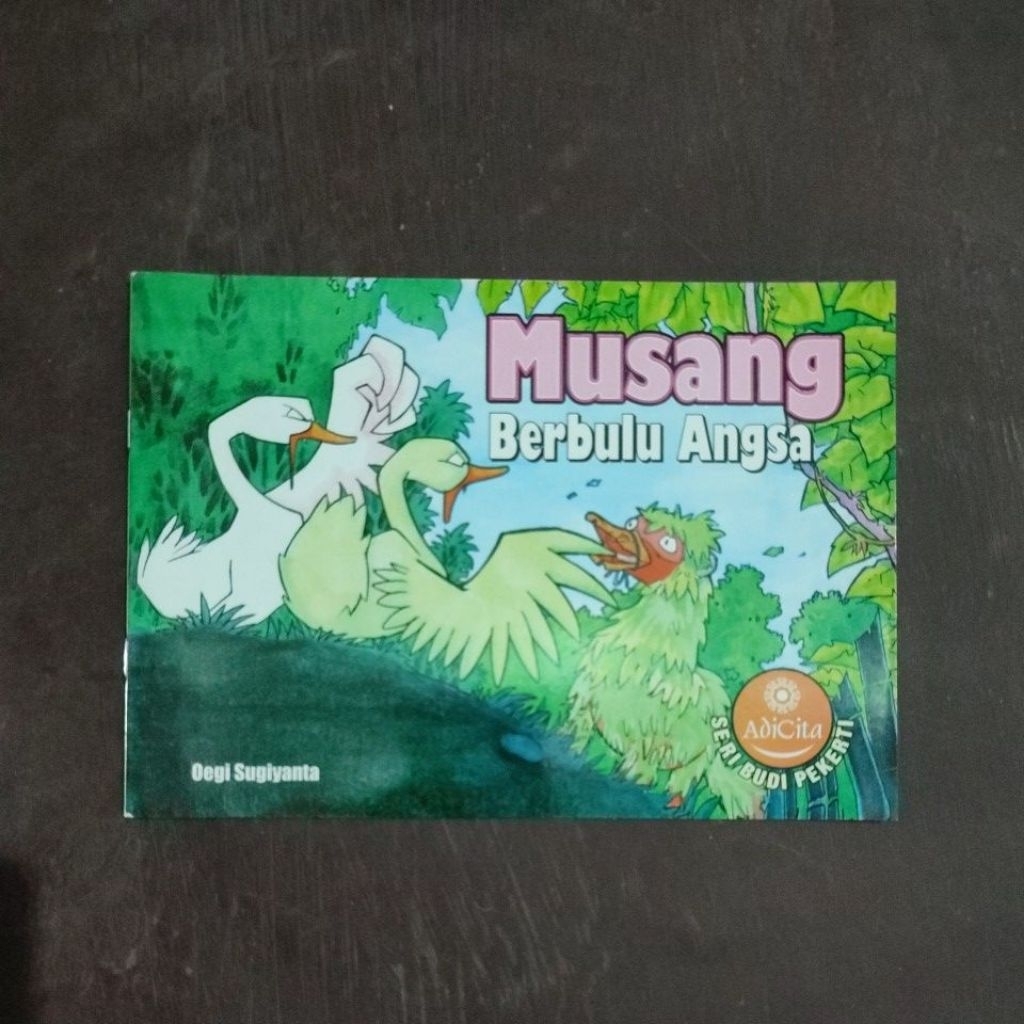 Musang
Berbulu Angsa
AdiCita
SERI BUDI PEKERTI
Oegi Sugiyanta